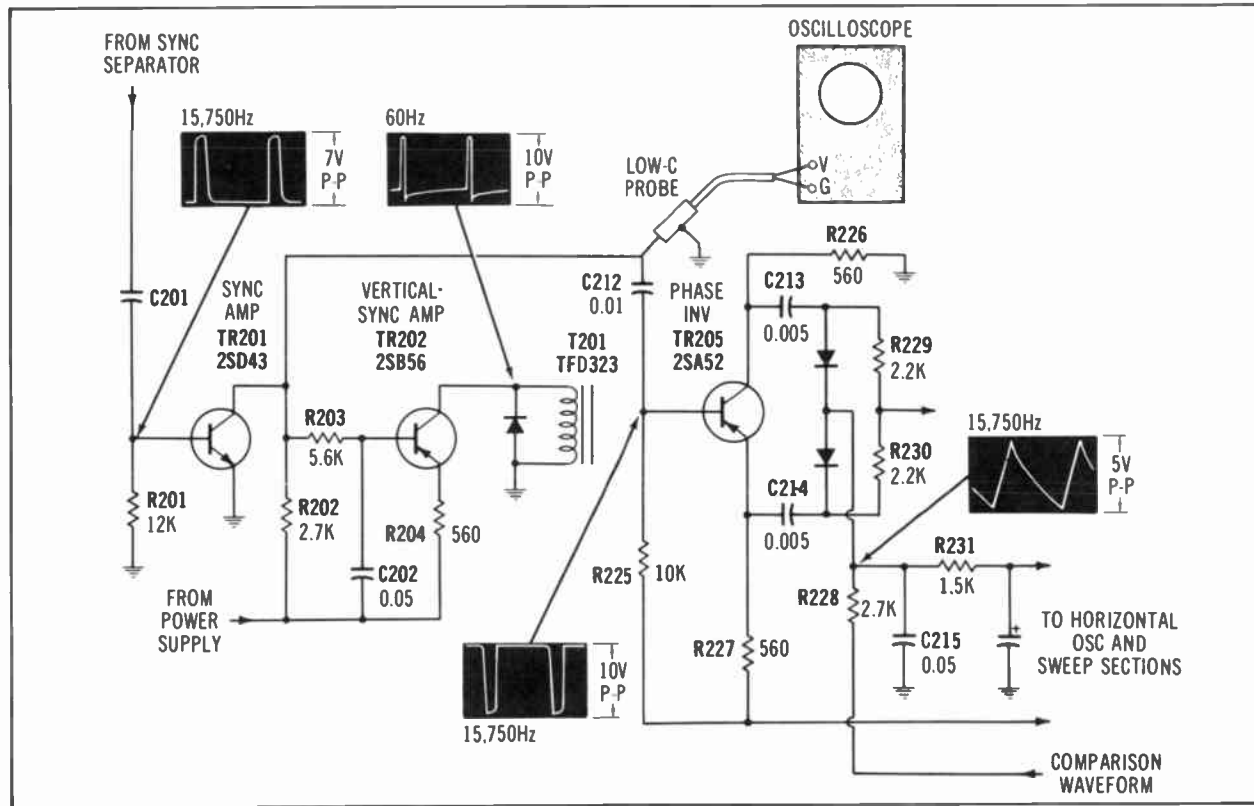 OSCILLOSCOPE
FROM SYNC
SEPARATOR
15,750Hz
7V
P-P
60Hz
10V
P-P
LOW-C
PROBE
V
G
R226
560
C201
SYNC
AMP
TR201
2SD43
VERTICAL-
SYNC AMP
TR202
2SB56
T201
TFD323
C212
0.01
PHASE
INV
TR205
2SA52
C213
0.005
R229
2.2K
R203
5.6K
R230
2.2K
15,750Hz
5V
P-P
R201
12K
R202
2.7K
R204
560
C214
0.005
C202
0.05
R225
10K
R231
1.5K
R228
2.7K
FROM
POWER
SUPPLY
C215
0.05
+
TO HORIZONTAL
OSC AND
SWEEP SECTIONS
R227
560
10V
P-P
15,750Hz
COMPARISON
WAVEFORM